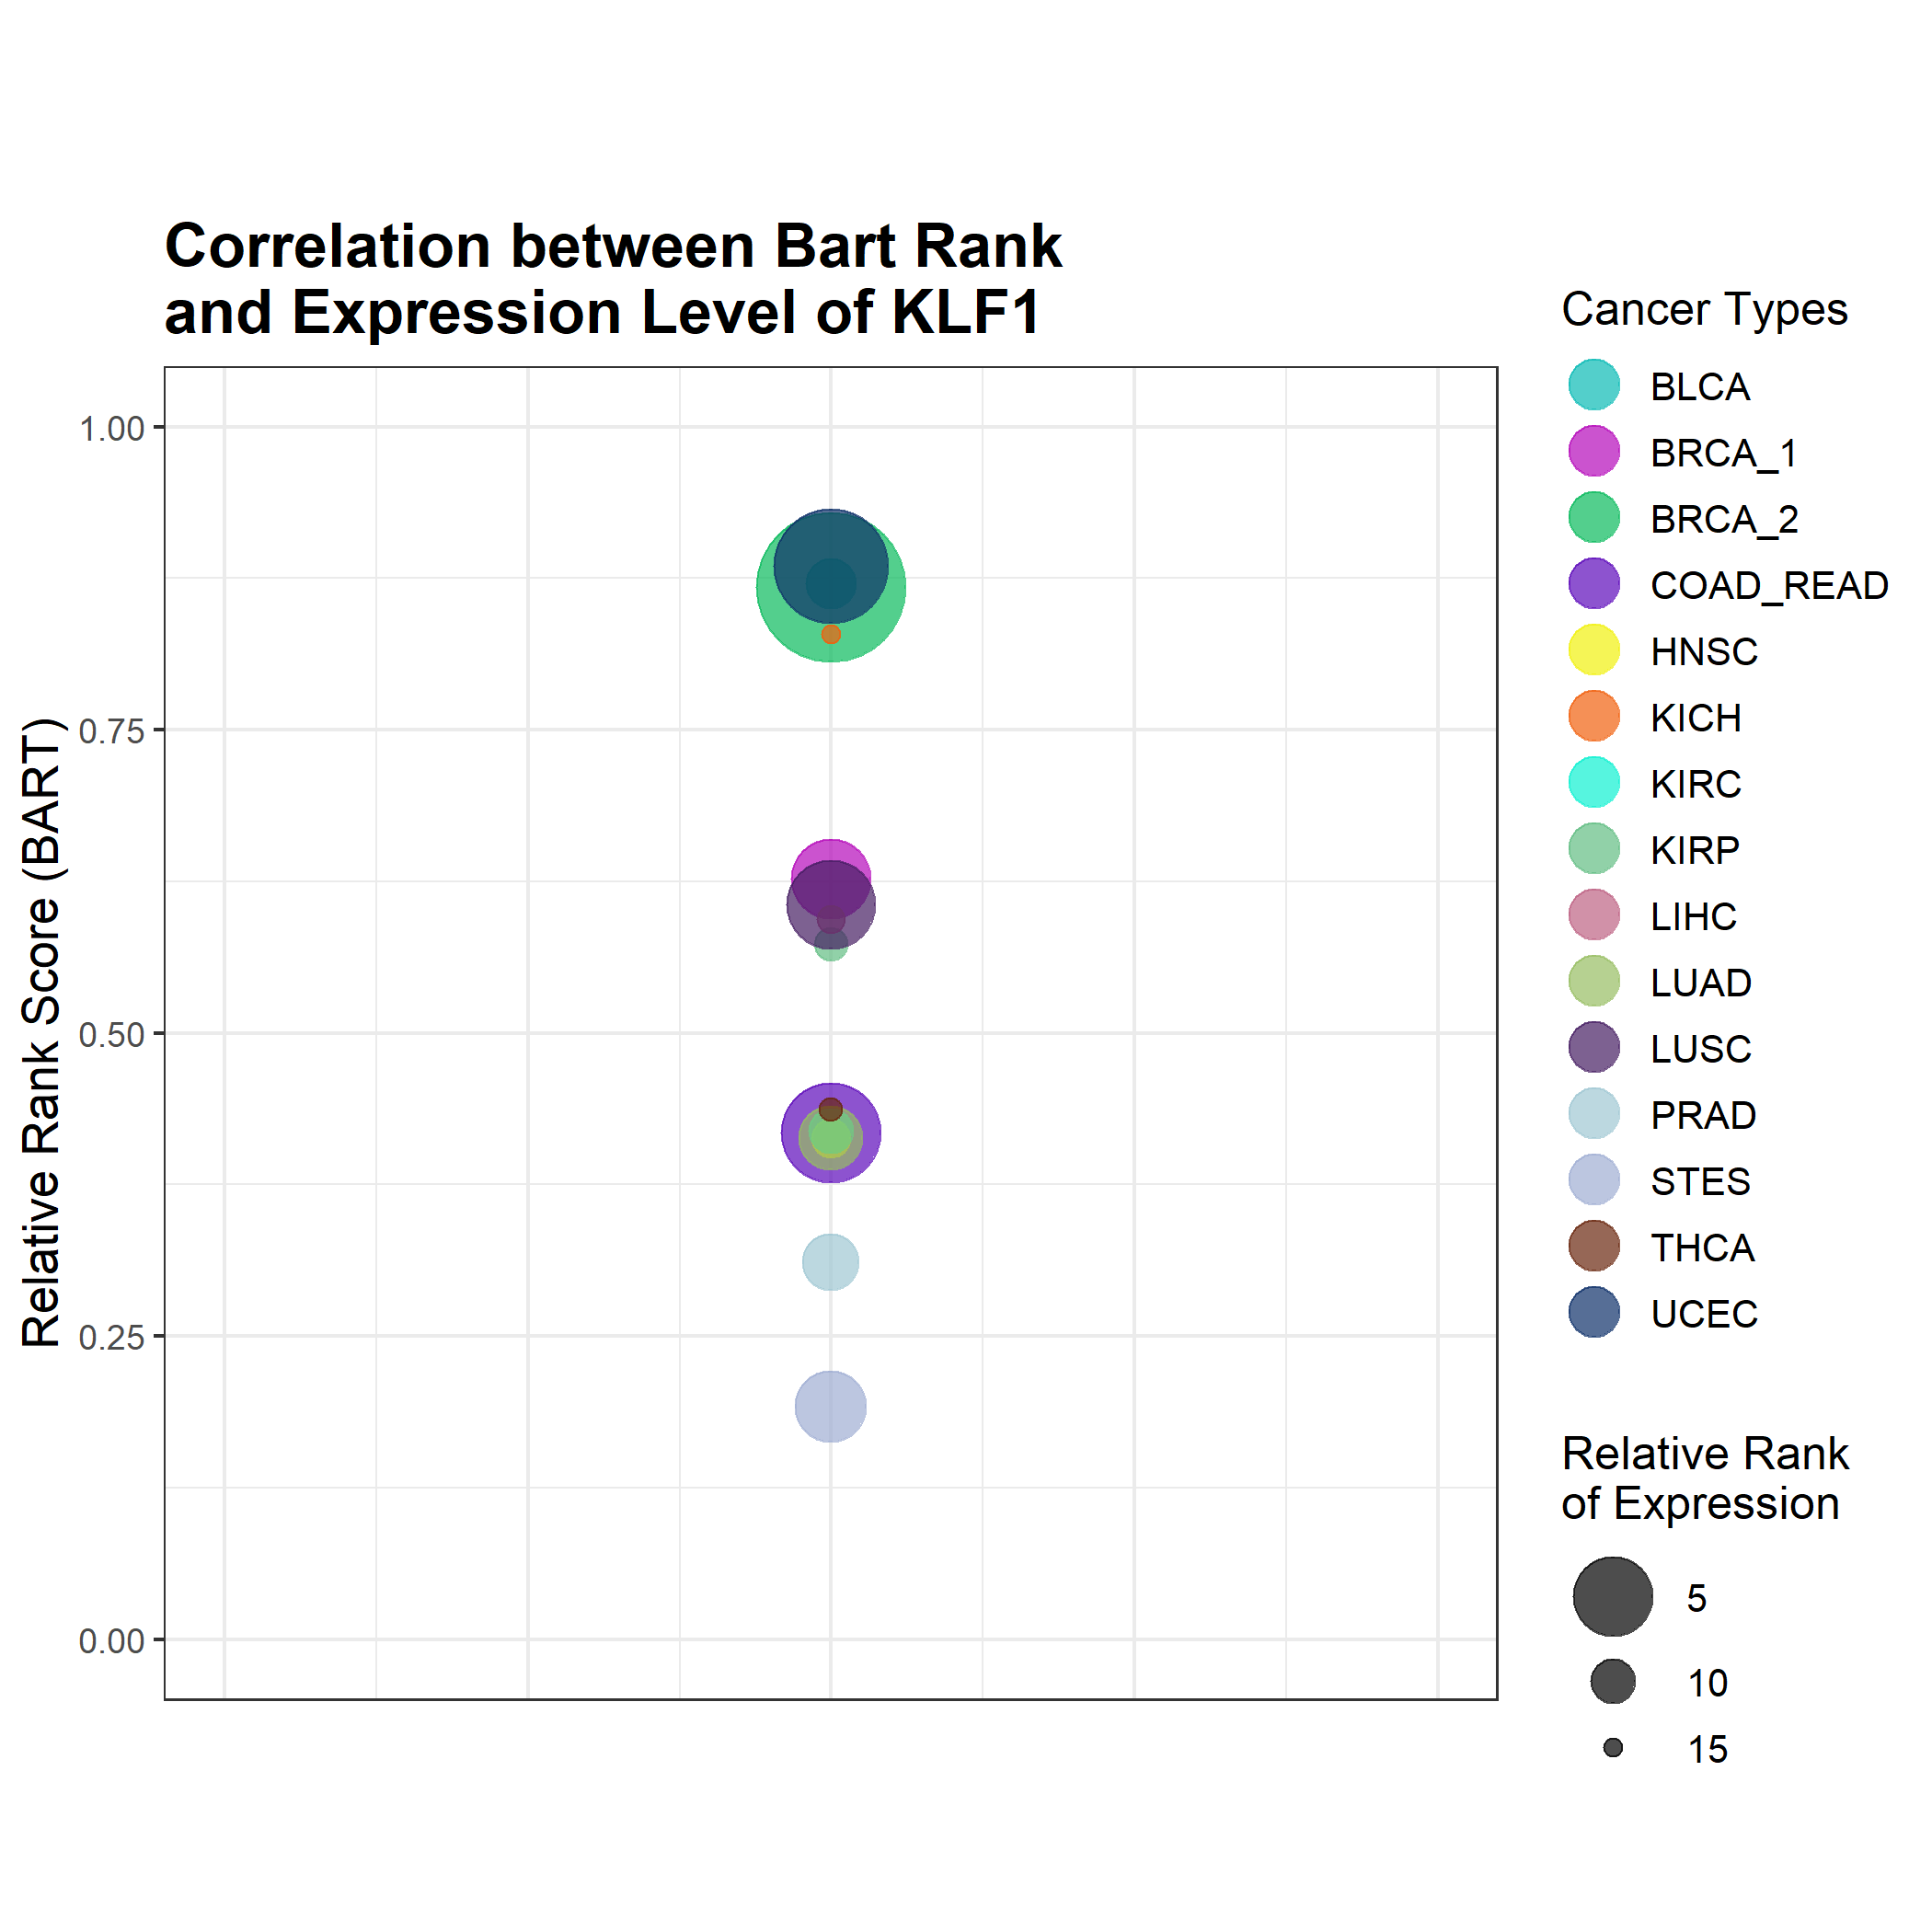 Correlation between Bart Rank
and Expression Level of KLF1
Relative Rank Score (BART)
1.00
0.75
0.50
0.25
0.00
Cancer Types
BLCA
BRCA_1
BRCA_2
COAD_READ
HNSC
KICH
KIRC
KIRP
LIHC
LUAD
LUSC
PRAD
STES
THCA
UCEC
Relative Rank
of Expression
5
10
15